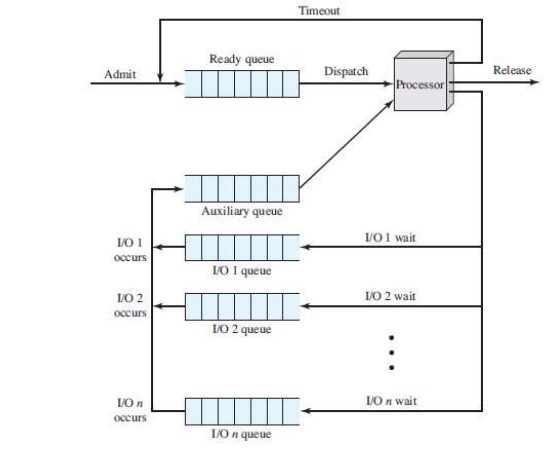 Timeout
Ready queue
Admit
Dispatch
Processor
Release
Auxiliary queue
I/O 1
occurs
I/O 1 wait
I/O 1 queue
I/O 2
occurs
I/O 2 wait
I/O 2 queue
I/O n
occurs
I/O n wait
I/O n queue